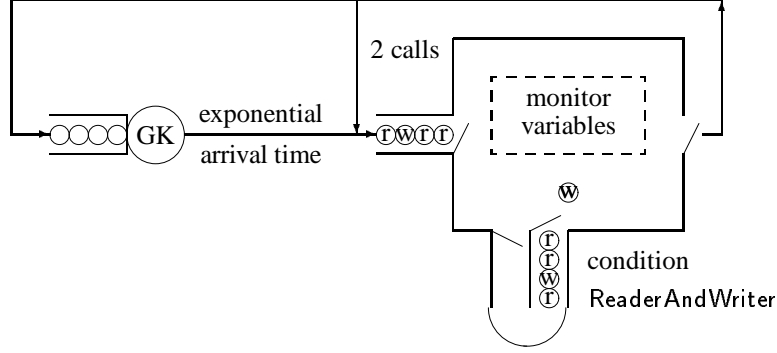 2 calls
exponential
arrival time
GK
r w r r
monitor
variables
w
r
r
w
r
condition
ReaderAndWriter